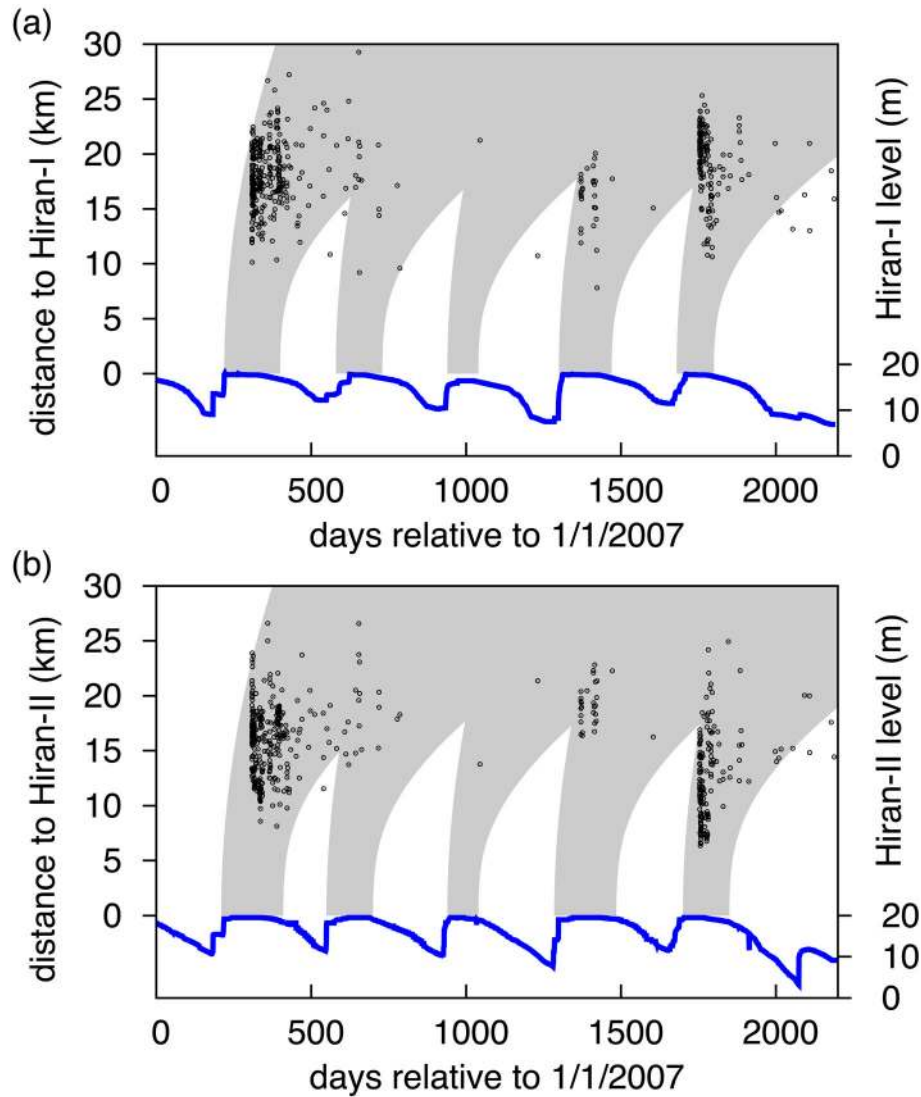 (a)
30
25
20
15
10
5
0
distance to Hiran-I (km)
20
10
0
Hiran-I level (m)
0 500 1000 1500 2000
days relative to 1/1/2007
(b)
30
25
20
15
10
5
0
distance to Hiran-II (km)
20
10
0
Hiran-II level (m)
0 500 1000 1500 2000
days relative to 1/1/2007